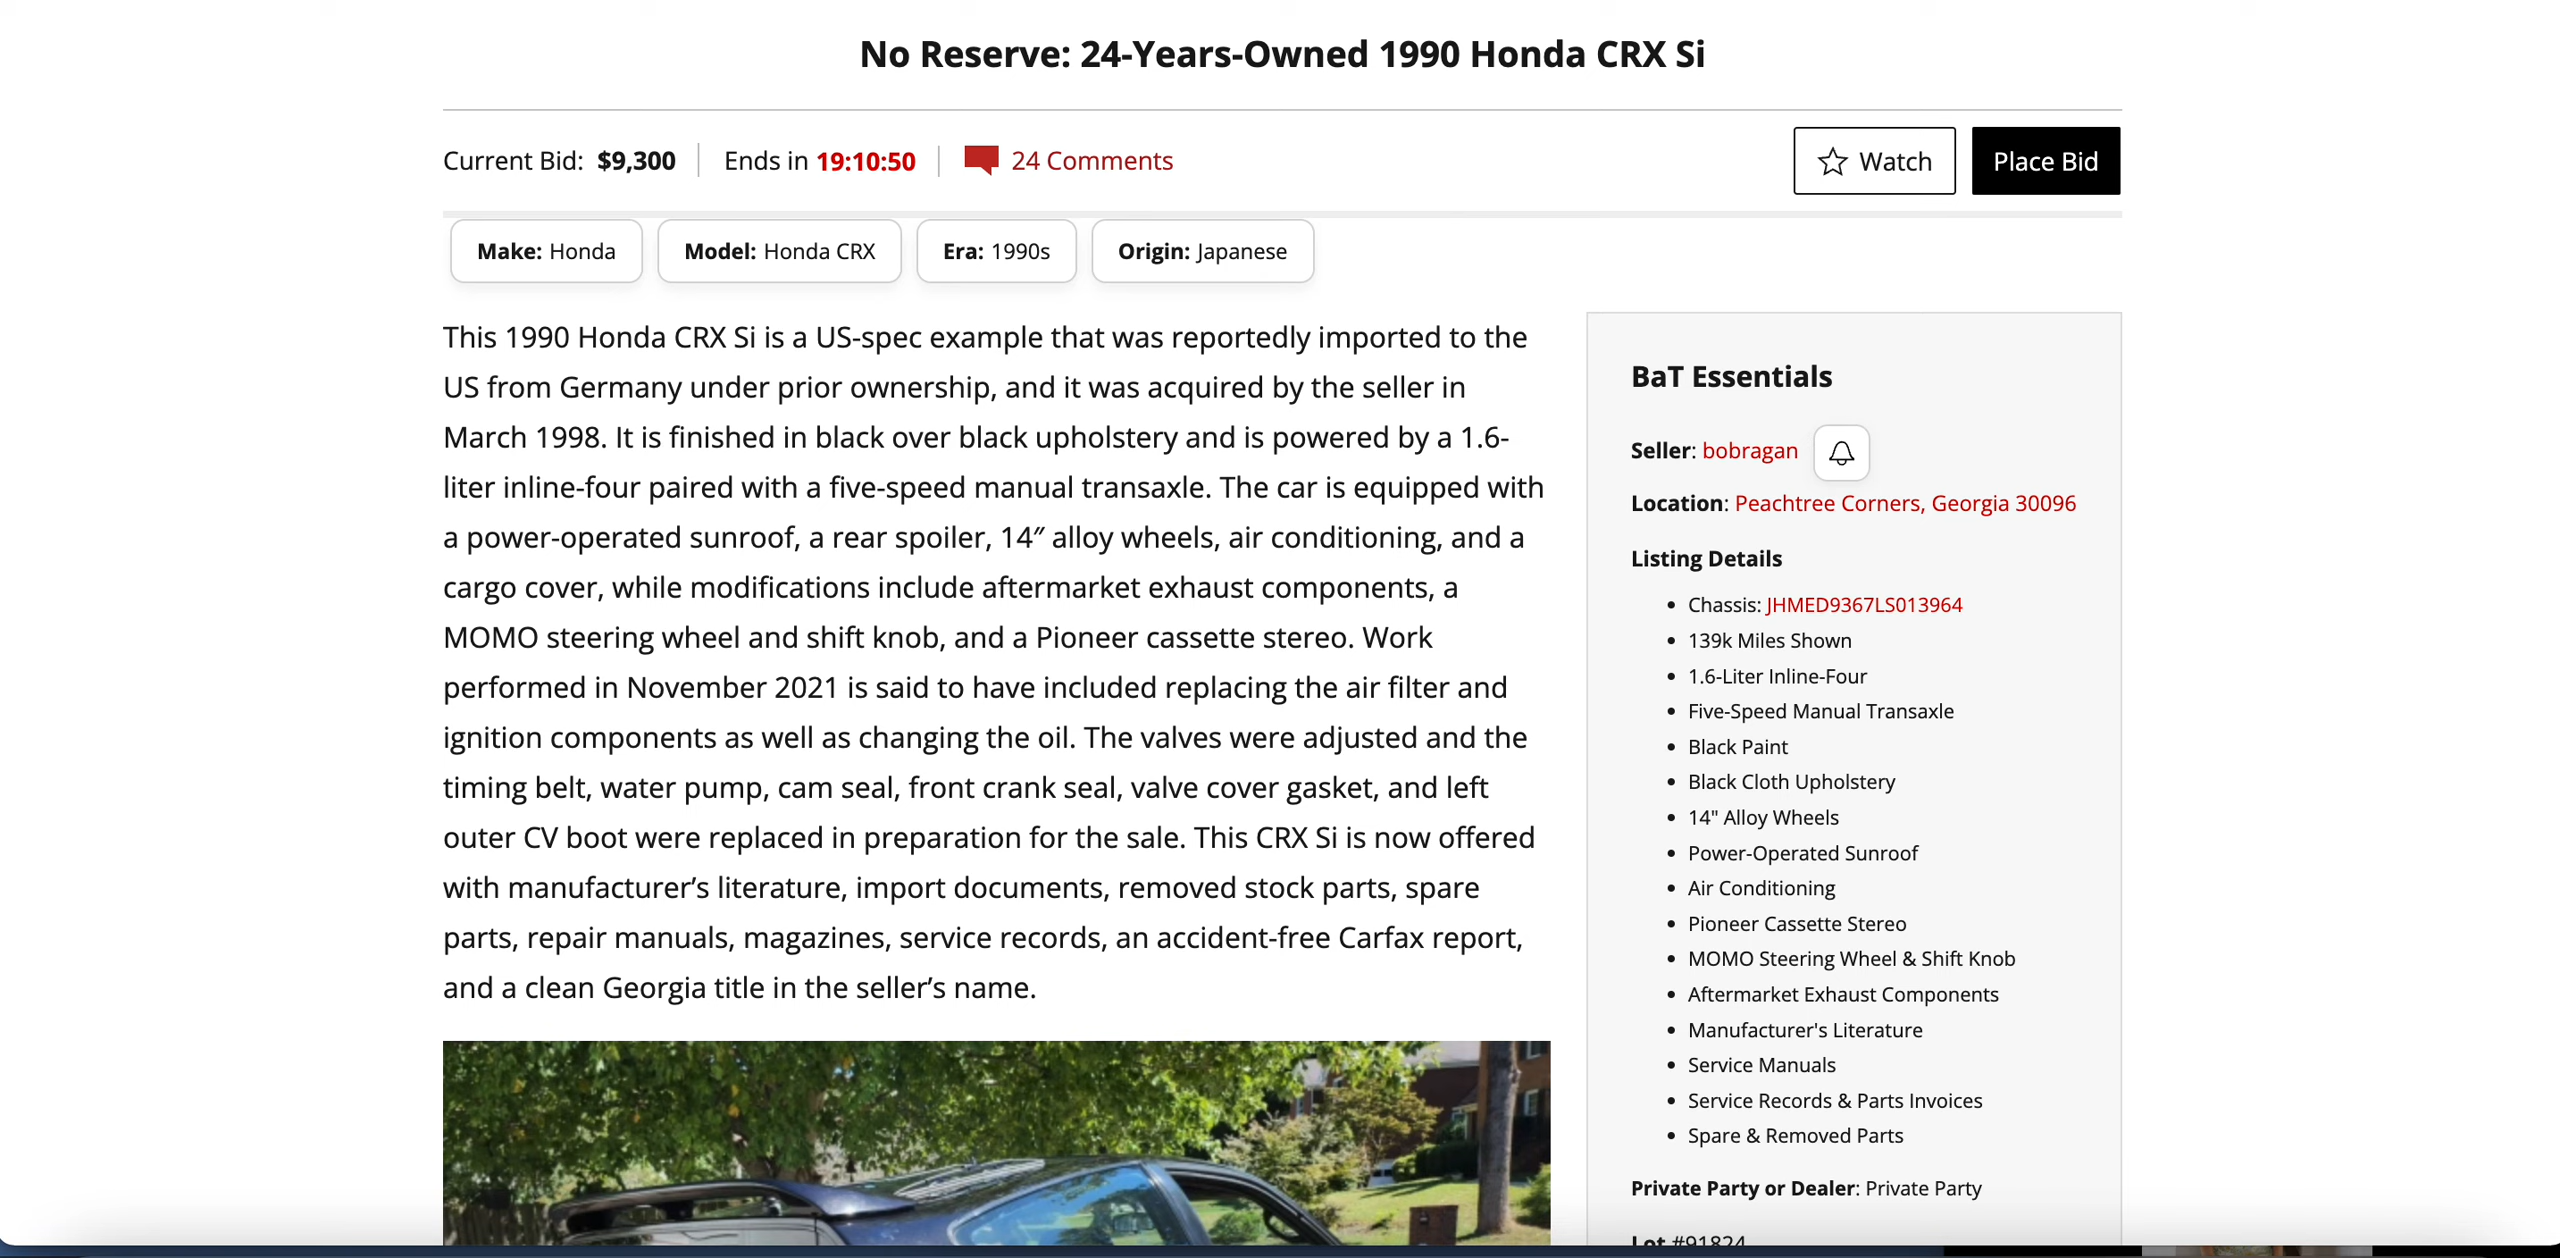 No Reserve: 24-Years-Owned 1990 Honda CRX Si
Current Bid: $9,300
Ends in 19:10:50
24 Comments
Watch
Place Bid
Make: Honda
Model: Honda CRX
Era: 1990s
Origin: Japanese
This 1990 Honda CRX Si is a US-spec example that was reportedly imported to the
US from Germany under prior ownership, and it was acquired by the seller in
March 1998. It is finished in black over black upholstery and is powered by a 1.6-
liter inline-four paired with a five-speed manual transaxle. The car is equipped with
a power-operated sunroof, a rear spoiler, 14″ alloy wheels, air conditioning, and a
cargo cover, while modifications include aftermarket exhaust components, a
MOMO steering wheel and shift knob, and a Pioneer cassette stereo. Work
performed in November 2021 is said to have included replacing the air filter and
ignition components as well as changing the oil. The valves were adjusted and the
timing belt, water pump, cam seal, front crank seal, valve cover gasket, and left
outer CV boot were replaced in preparation for the sale. This CRX Si is now offered
with manufacturer’s literature, import documents, removed stock parts, spare
parts, repair manuals, magazines, service records, an accident-free Carfax report,
and a clean Georgia title in the seller’s name.
BaT Essentials
Seller: bobragan
Location: Peachtree Corners, Georgia 30096
Listing Details
• Chassis: JHMED9367LS013964
• 139k Miles Shown
• 1.6-Liter Inline-Four
• Five-Speed Manual Transaxle
• Black Paint
• Black Cloth Upholstery
• 14" Alloy Wheels
• Power-Operated Sunroof
• Air Conditioning
• Pioneer Cassette Stereo
• MOMO Steering Wheel & Shift Knob
• Aftermarket Exhaust Components
• Manufacturer's Literature
• Service Manuals
• Service Records & Parts Invoices
• Spare & Removed Parts
Private Party or Dealer: Private Party
Lot #91824